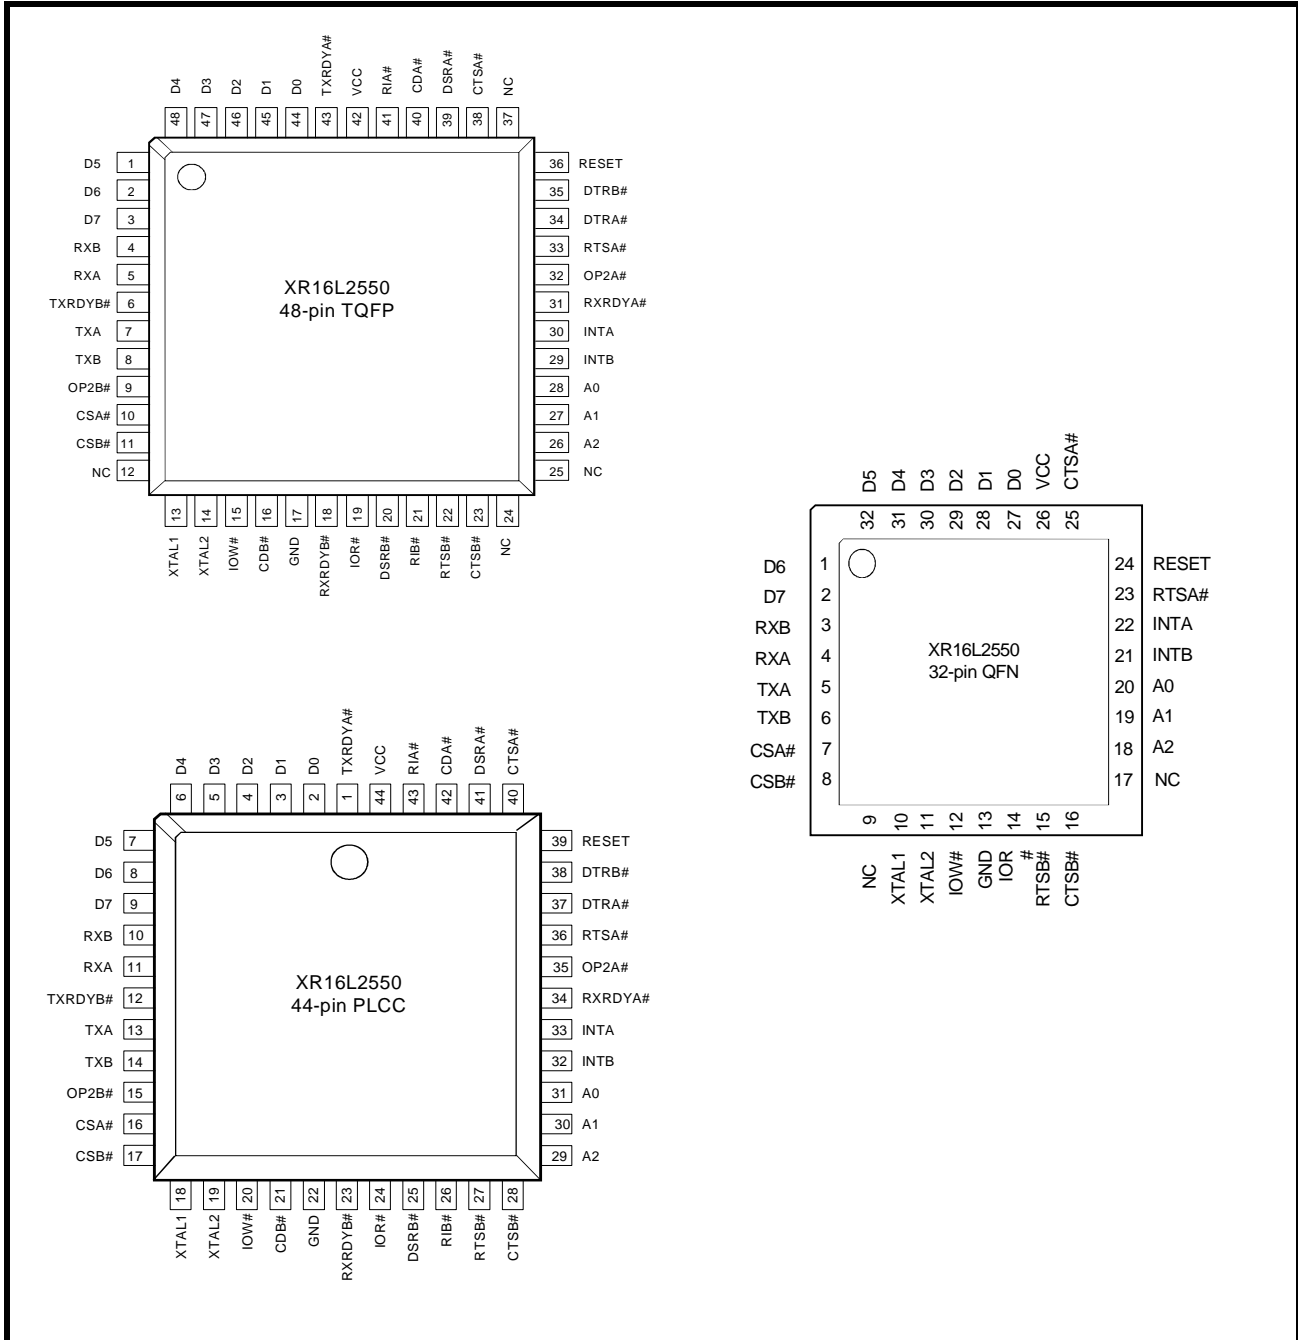 D4 D3 D2 D1 D0 TXRDYA# VCC RIA# CDA# DSRA# CTSA# NC
48 47 46 45 44 43 42 41 40 39 38 37
D5 1 36 RESET
D6 2 35 DTRB#
D7 3 34 DTRA#
RXB 4 33 RTSA#
RXA 5 32 OP2A#
TXRDYB# 6 31 RXRDYA#
TXA 7 30 INTA
TXB 8 29 INTB
OP2B# 9 28 A0
CSA# 10 27 A1
CSB# 11 26 A2
NC 12 25 NC
XR16L2550
48-pin TQFP
13 14 15 16 17 18 19 20 21 22 23 24
XTAL1 XTAL2 IOW# CDB# GND RXRDYB# IOR# DSRB# RIB# RTSB# CTSB# NC
D5 D4 D3 D2 D1 D0 VCC CTSA#
32 31 30 29 28 27 26 25
D6 1 24 RESET
D7 2 23 RTSA#
RXB 3 22 INTA
RXA 4 21 INTB
TXA 5 20 A0
TXB 6 19 A1
CSA# 7 18 A2
CSB# 8 17 NC
XR16L2550
32-pin QFN
9 10 11 12 13 14 15 16
NC XTAL1 XTAL2 IOW# GND IOR # RTSB# CTSB#
D4 D3 D2 D1 D0 TXRDYA# VCC RIA# CDA# DSRA# CTSA#
6 5 4 3 2 1 44 43 42 41 40
D5 7 39 RESET
D6 8 38 DTRB#
D7 9 37 DTRA#
RXB 10 36 RTSA#
RXA 11 35 OP2A#
TXRDYB# 12 34 RXRDYA#
TXA 13 33 INTA
TXB 14 32 INTB
OP2B# 15 31 A0
CSA# 16 30 A1
CSB# 17 29 A2
XR16L2550
44-pin PLCC
18 19 20 21 22 23 24 25 26 27 28
XTAL1 XTAL2 IOW# CDB# GND RXRDYB# IOR# DSRB# RIB# RTSB# CTSB#